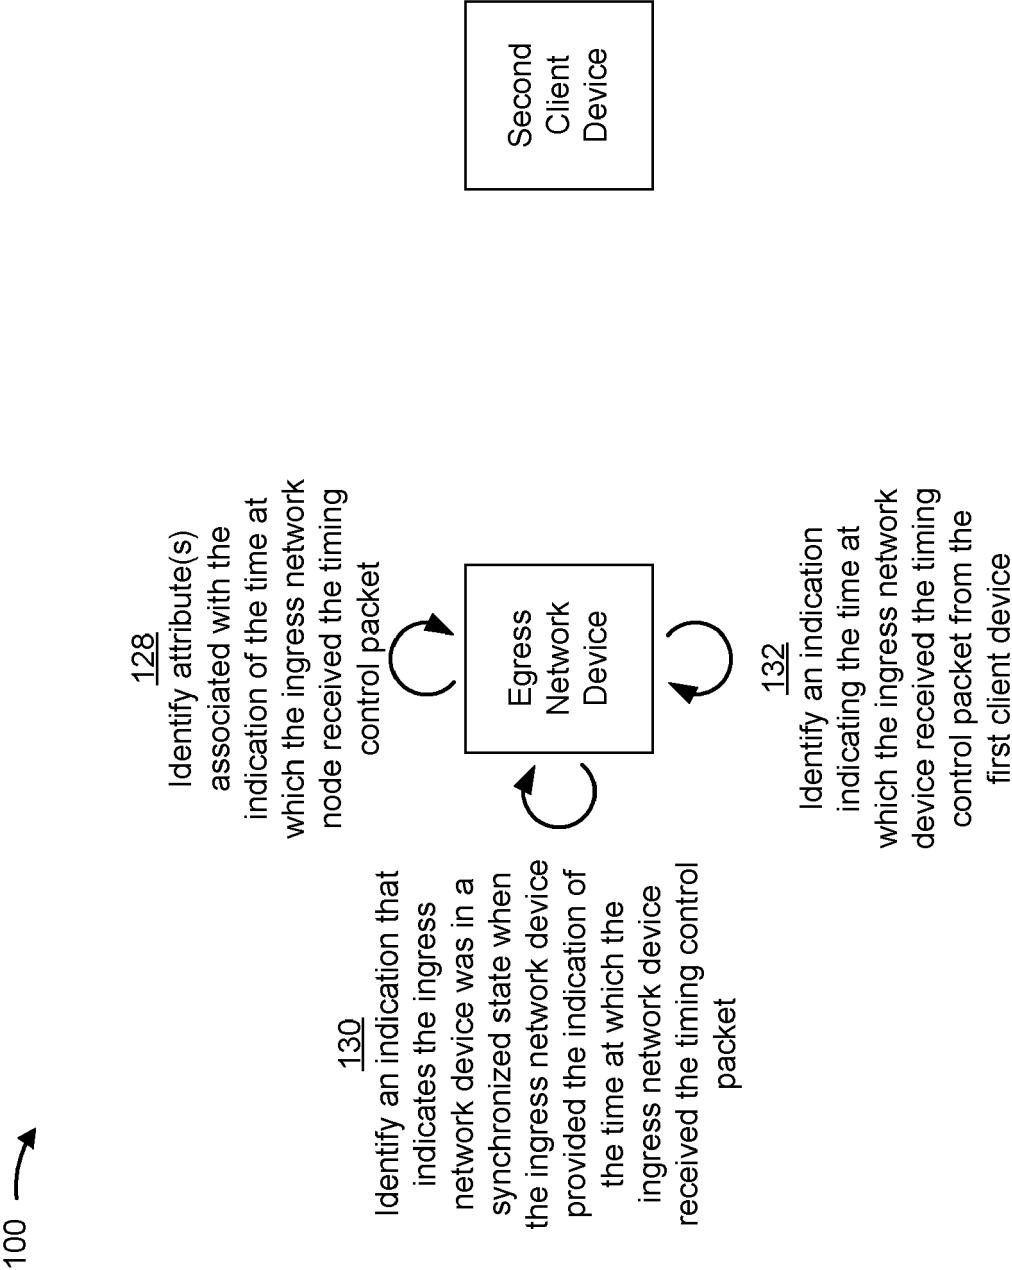 100
128
Identify attribute(s)
associated with the
indication of the time at
which the ingress network
node received the timing
control packet
130
Identify an indication that
indicates the ingress
network device was in a
synchronized state when
the ingress network device
provided the indication of
the time at which the
ingress network device
received the timing control
packet
Egress
Network
Device
Second
Client
Device
132
Identify an indication
indicating the time at
which the ingress network
device received the timing
control packet from the
first client device